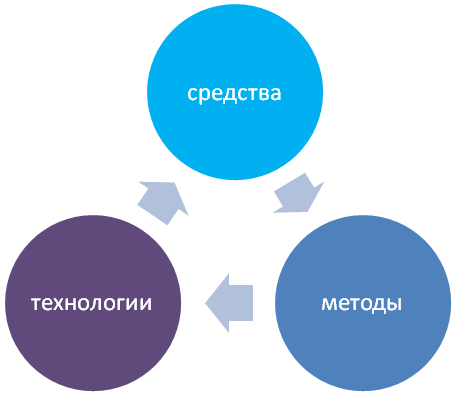 средства
технологии
методы